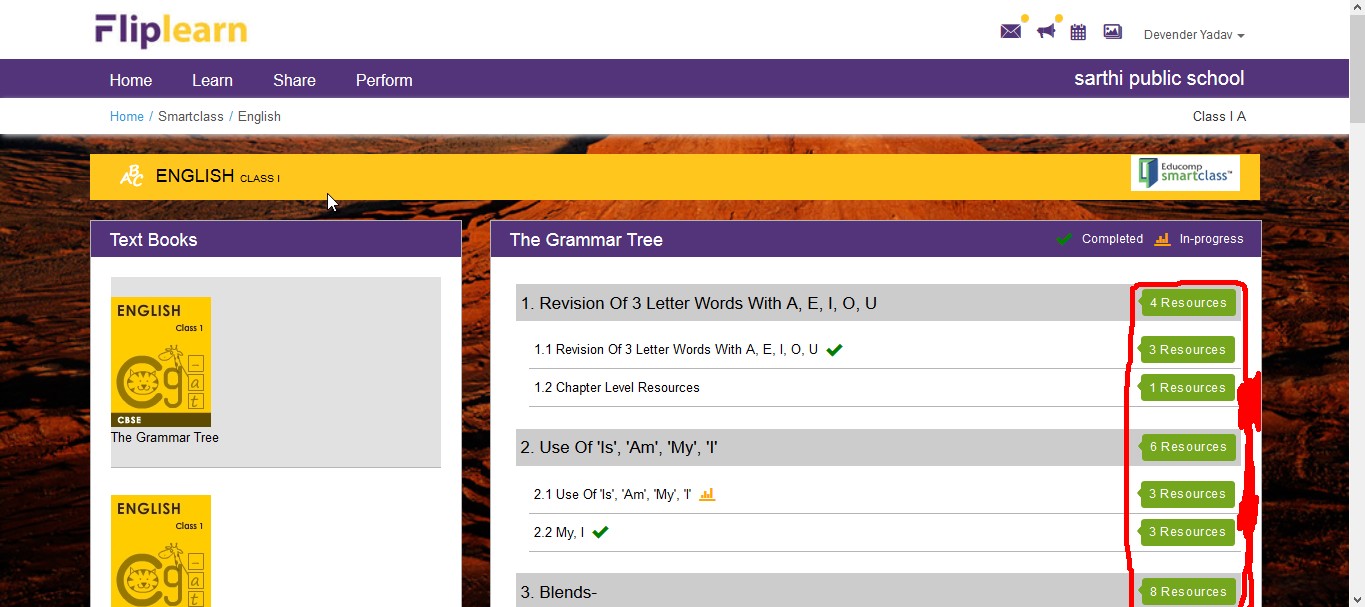 Fliplearn
Devender Yadav
Home Learn Share Perform
sarthi public school
Home / Smartclass / English
Class I A
ABC
ENGLISH CLASS I
Educomp
smartclass™
Text Books
ENGLISH
Class 1
Cg
a
t
CBSE
The Grammar Tree
ENGLISH
Class 1
Cg
a
t
The Grammar Tree
Completed
In-progress
1. Revision Of 3 Letter Words With A, E, I, O, U
4 Resources
1.1 Revision Of 3 Letter Words With A, E, I, O, U
3 Resources
1.2 Chapter Level Resources
1 Resources
2. Use Of 'Is', 'Am', 'My', 'I'
6 Resources
2.1 Use Of 'Is', 'Am', 'My', 'I'
3 Resources
2.2 My, I
3 Resources
3. Blends-
8 Resources